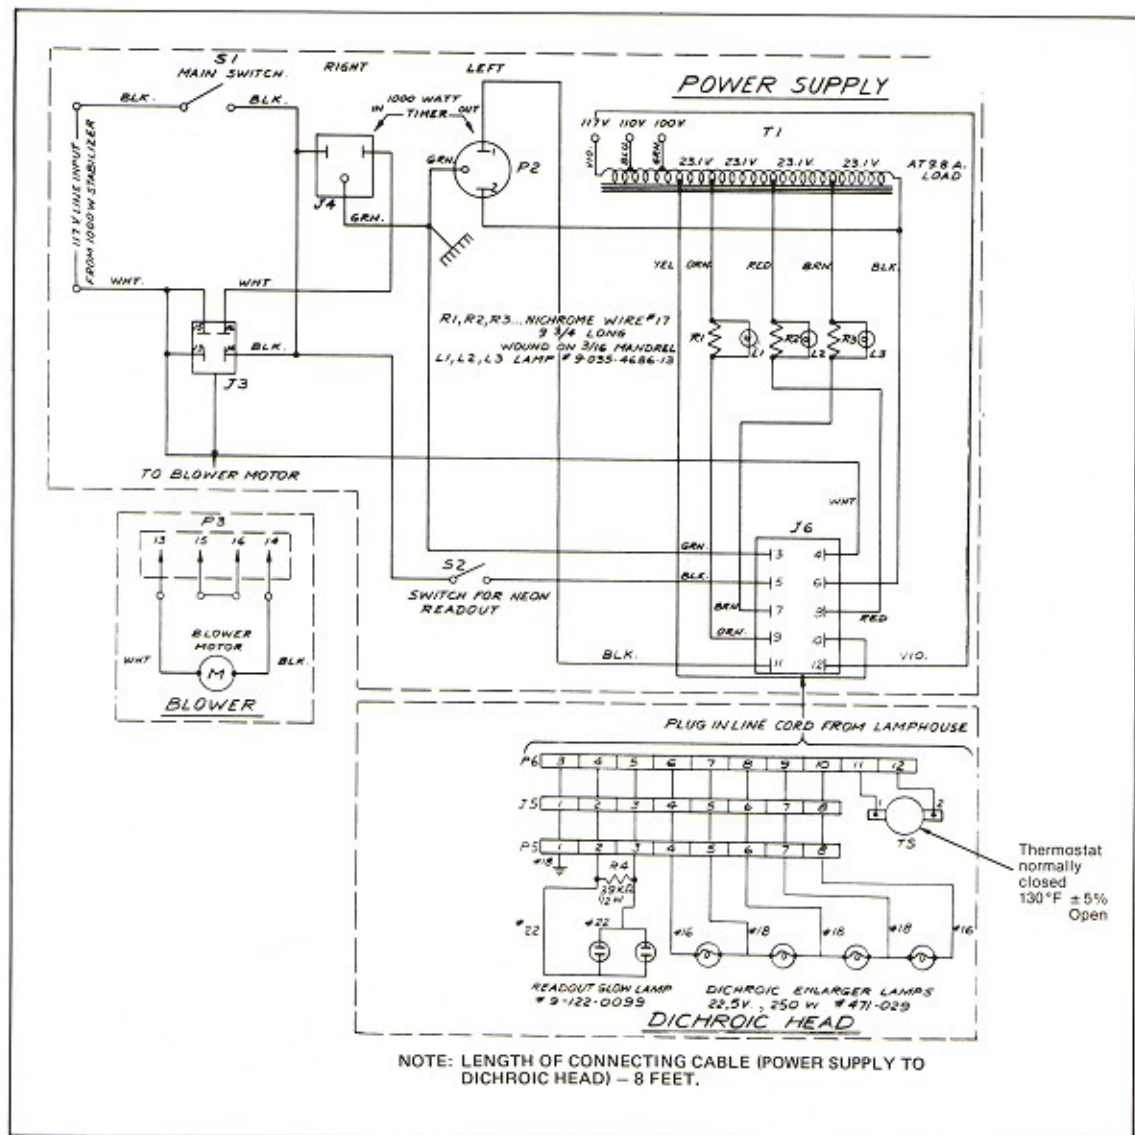 S1
MAIN SWITCH.
RIGHT
LEFT
POWER SUPPLY
BLK.
BLK.
1000 WATT
IN TIMER OUT
117V 110V 100V
T1
VIO.
BLU
GRN.
23.1V 23.1V 23.1V 23.1V
AT 9.8 A.
LOAD
117V LINE INPUT
FROM 1000W STABILIZER
GRN.
1
2
P2
J4
GRN.
WHT.
WHT
YEL ORN. RED BRN. BLK.
15 16
13 14
BLK.
J3
R1,R2,R3...NICHROME WIRE #17
9 3/4 LONG
WOUND ON 3/16 MANDREL
L1,L2,L3 LAMP # 9-035-4686-13
R1 L1 R2 L2 R3 L3
TO BLOWER MOTOR
WHT.
P3
13 15 16 14
BLOWER
MOTOR
WHT
M
BLK.
BLOWER
J6
GRN. 3 4
S2
SWITCH FOR NEON
READOUT
BLK. 5 6
BRN. 7 8 RED
ORN. 9 10
BLK. 11 12 VIO.
PLUG IN LINE CORD FROM LAMPHOUSE
P6 3 4 5 6 7 8 9 10 11 12
J5 1 2 3 4 5 6 7 8
1 2
TS
P5 1 2 3 4 5 6 7 8
#18
R4
39KΩ
1/2 W
Thermostat
normally
closed
130°F ± 5%
Open
#22 #22 #16 #18 #18 #18 #16
READOUT GLOW LAMP
# 9-122-0099
DICHROIC ENLARGER LAMPS
22.5V., 250 W #471-029
DICHROIC HEAD
NOTE: LENGTH OF CONNECTING CABLE (POWER SUPPLY TO
DICHROIC HEAD) – 8 FEET.